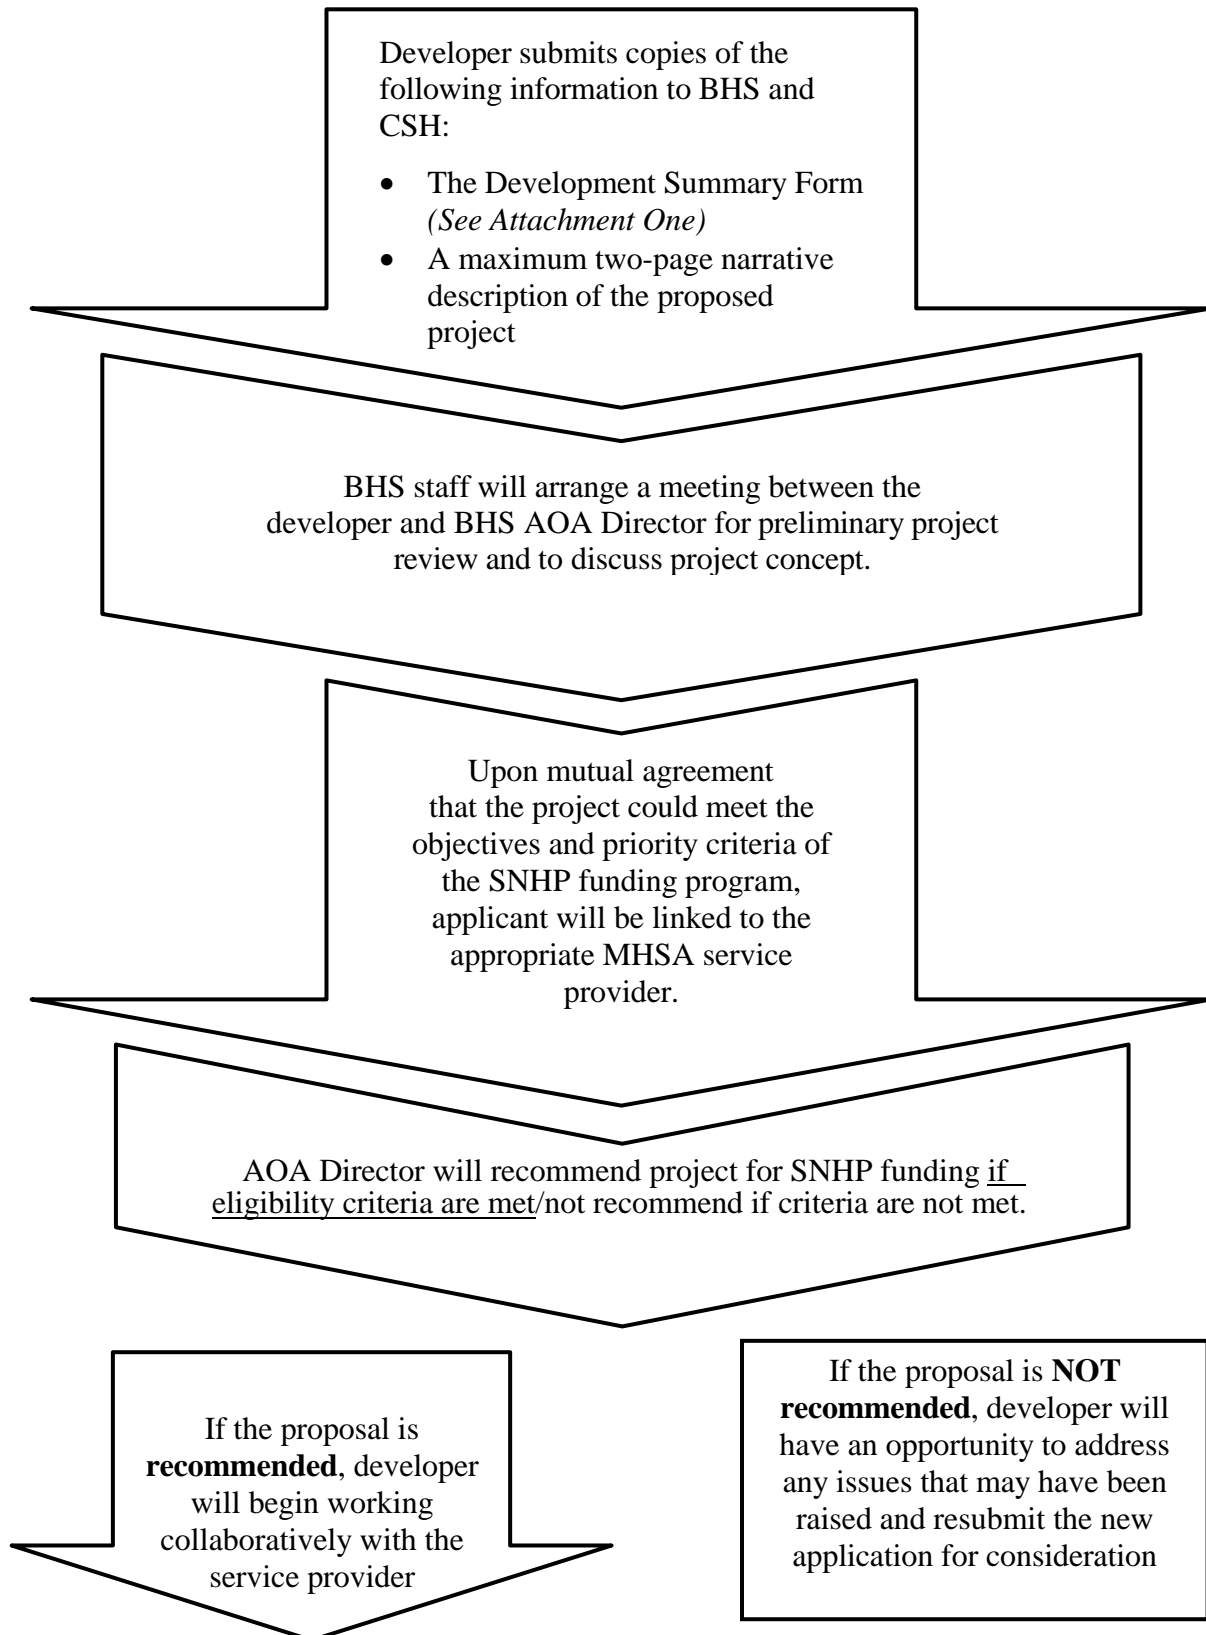 Developer submits copies of the
following information to BHS and
CSH:
• The Development Summary Form
(See Attachment One)
• A maximum two-page narrative
description of the proposed
project
BHS staff will arrange a meeting between the
developer and BHS AOA Director for preliminary project
review and to discuss project concept.
Upon mutual agreement
that the project could meet the
objectives and priority criteria of
the SNHP funding program,
applicant will be linked to the
appropriate MHSA service
provider.
AOA Director will recommend project for SNHP funding if
eligibility criteria are met/not recommend if criteria are not met.
If the proposal is
recommended, developer
will begin working
collaboratively with the
service provider
If the proposal is NOT
recommended, developer will
have an opportunity to address
any issues that may have been
raised and resubmit the new
application for consideration